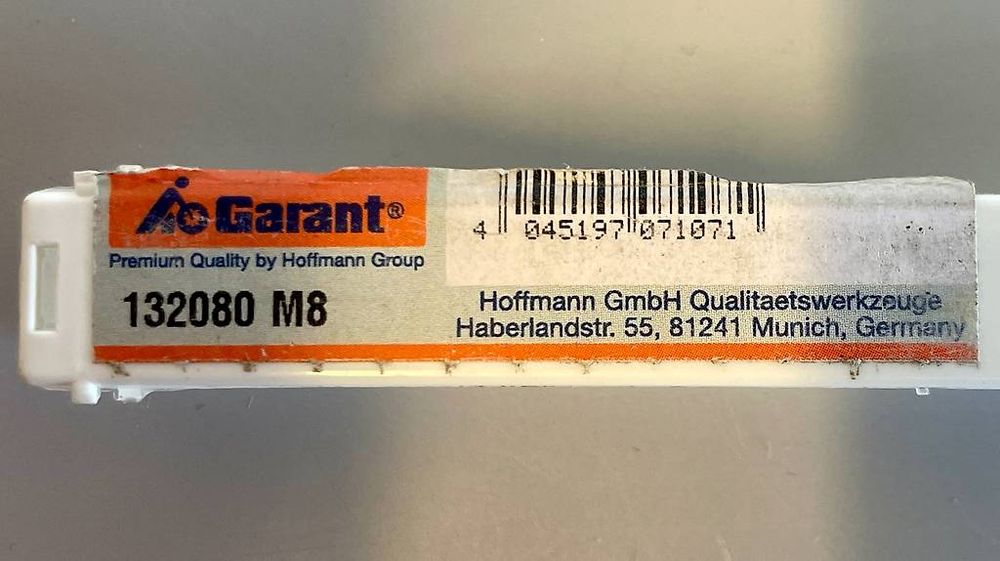 Garant®
Premium Quality by Hoffmann Group
132080 M8
4 045197 071071
Hoffmann GmbH Qualitaetswerkzeuge
Haberlandstr. 55, 81241 Munich, Germany